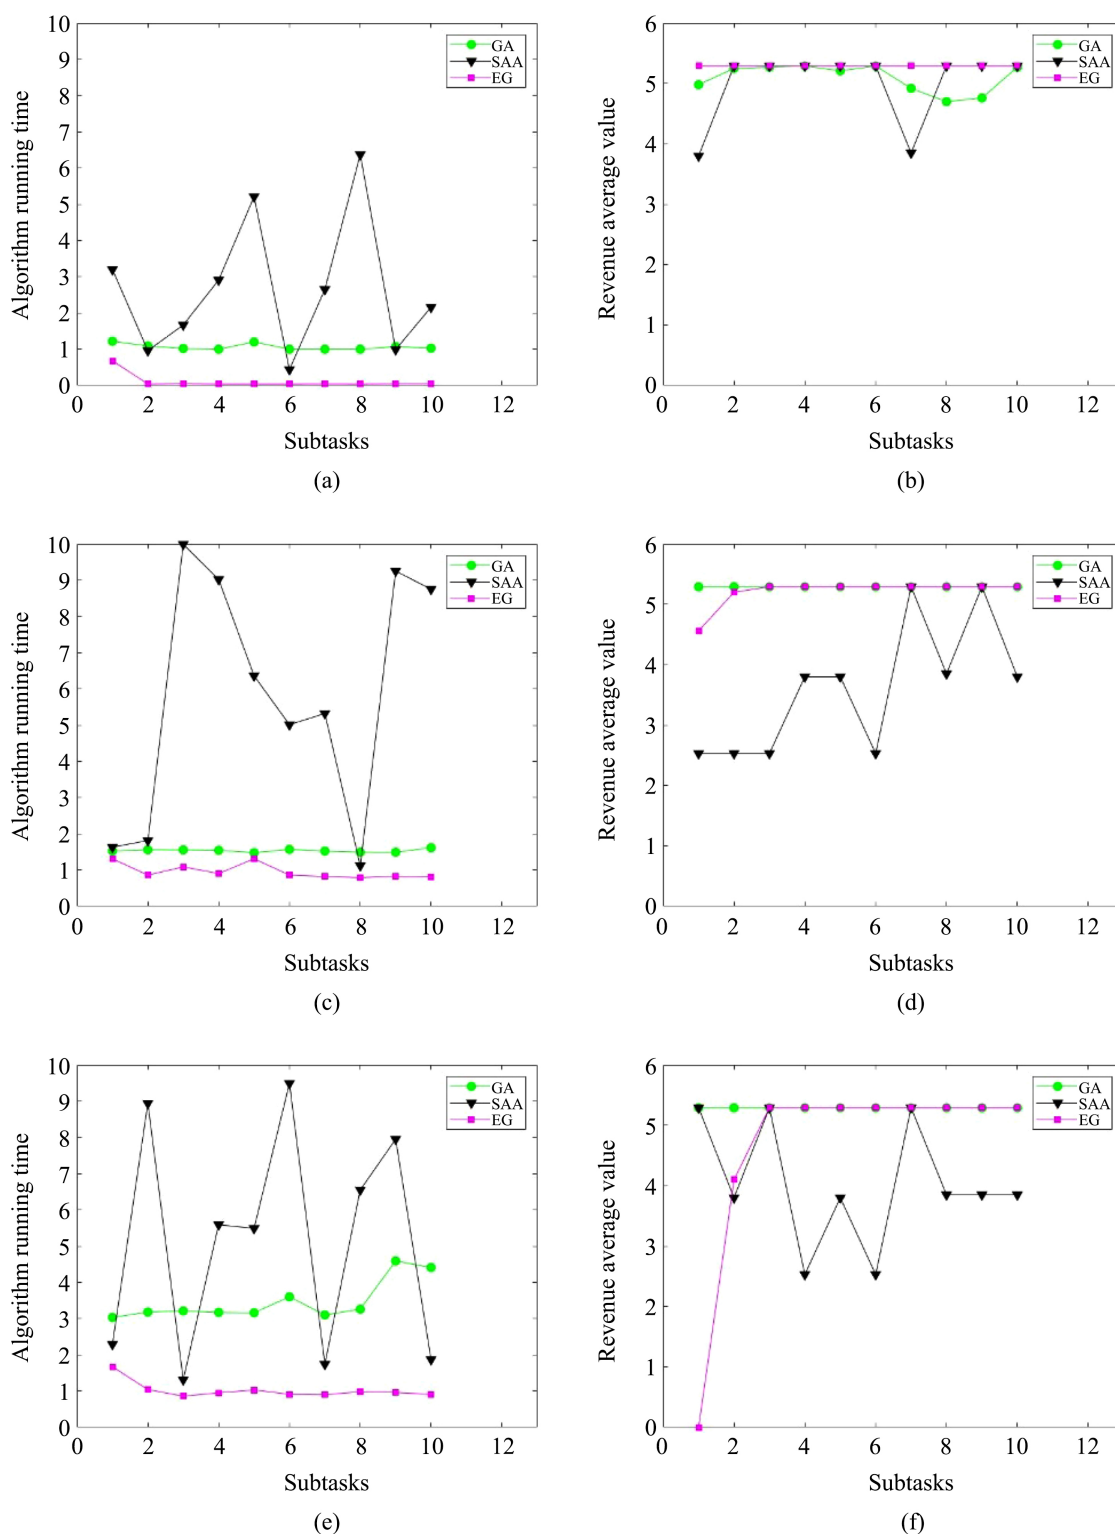 10
9
8
7
6
5
4
3
2
1
0
Algorithm running time
GA
SAA
EG
0 2 4 6 8 10 12
Subtasks
(a)
6
5
4
3
2
1
0
Revenue average value
GA
SAA
EG
0 2 4 6 8 10 12
Subtasks
(b)
10
9
8
7
6
5
4
3
2
1
0
Algorithm running time
GA
SAA
EG
0 2 4 6 8 10 12
Subtasks
(c)
6
5
4
3
2
1
0
Revenue average value
GA
SAA
EG
0 2 4 6 8 10 12
Subtasks
(d)
10
9
8
7
6
5
4
3
2
1
0
Algorithm running time
GA
SAA
EG
0 2 4 6 8 10 12
Subtasks
(e)
6
5
4
3
2
1
0
Revenue average value
GA
SAA
EG
0 2 4 6 8 10 12
Subtasks
(f)